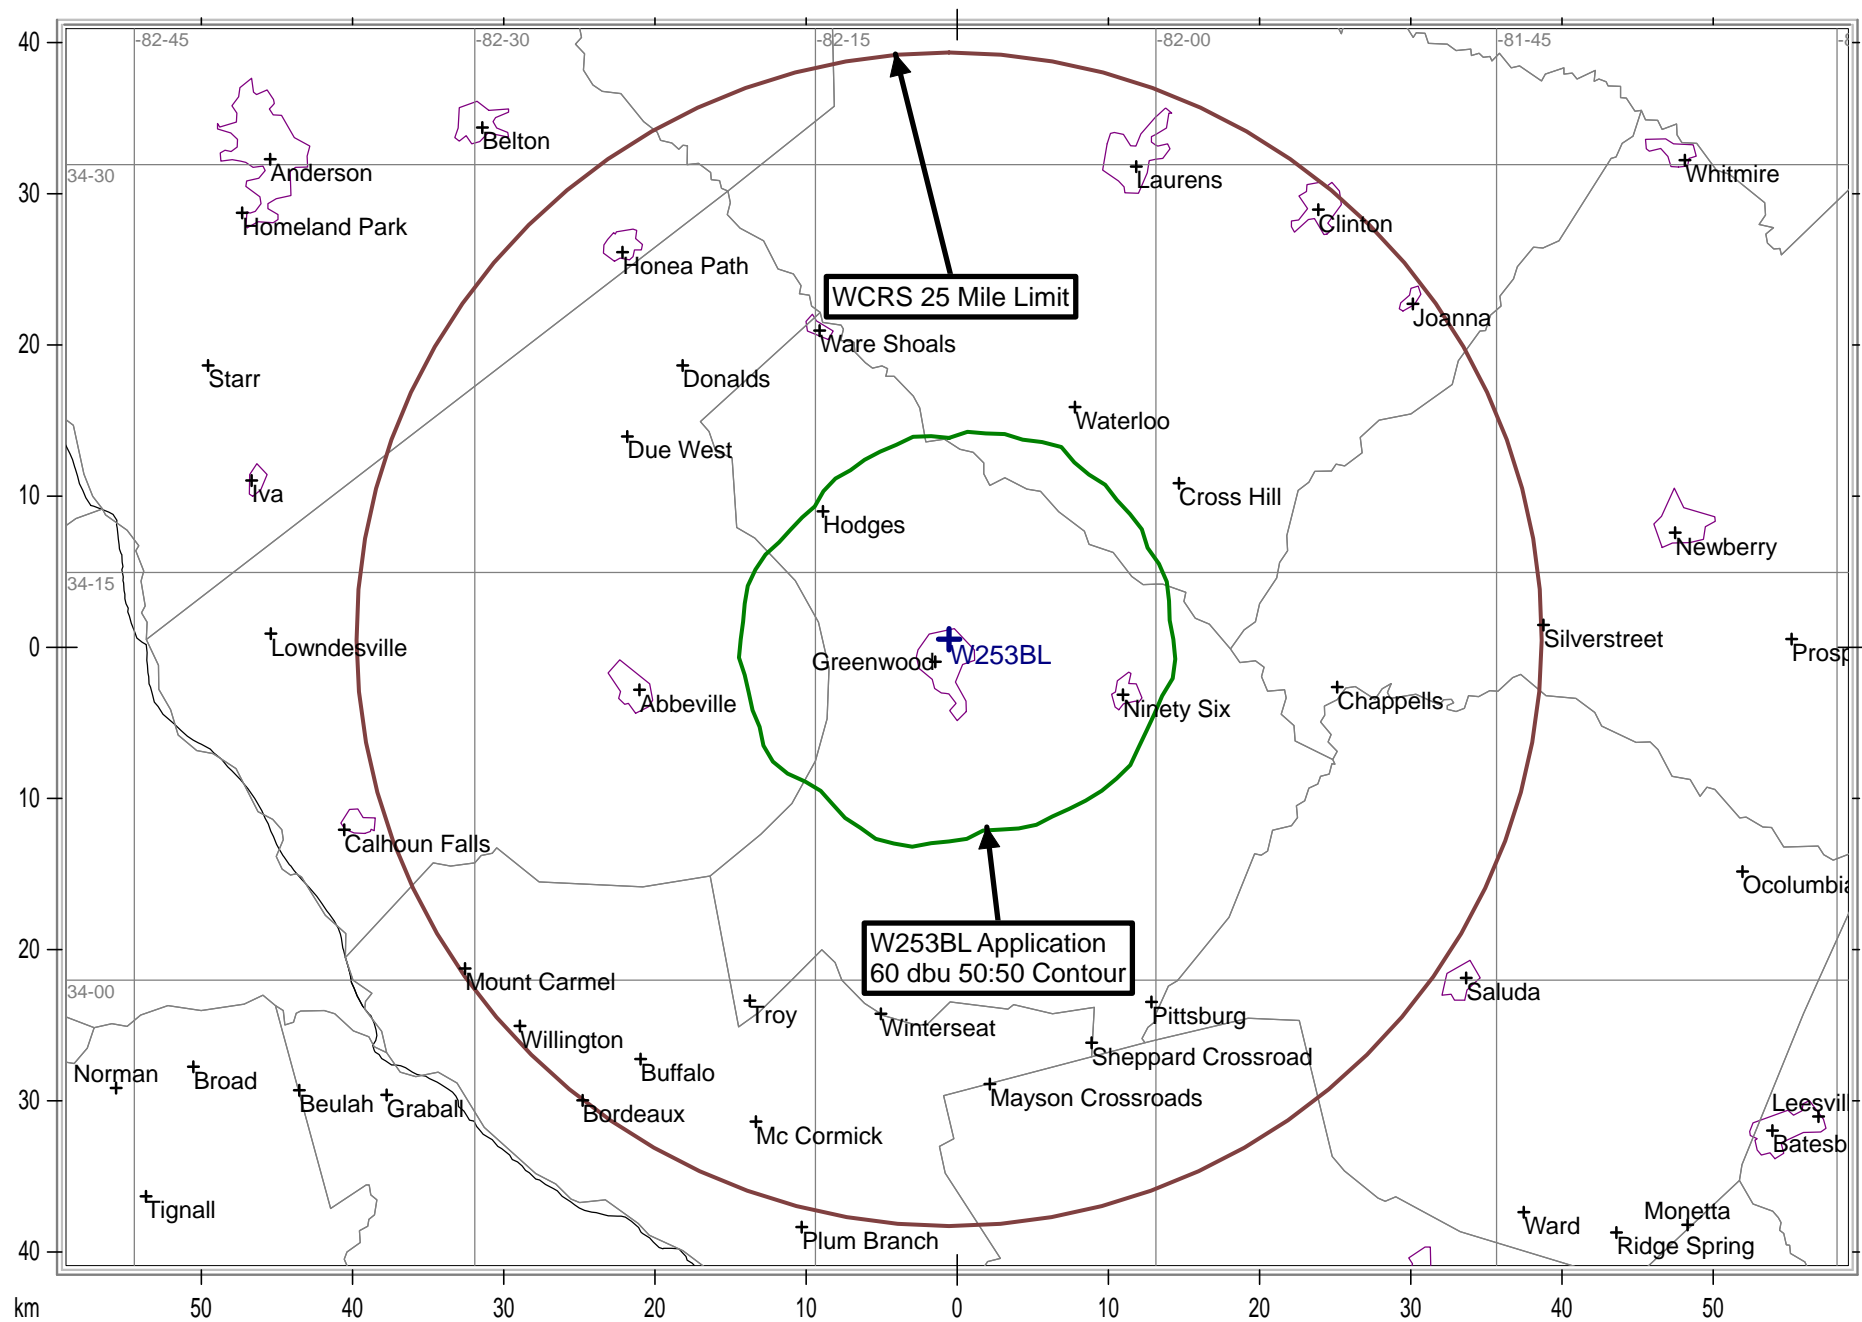 40
-82-45
-82-30
-82-15
-82-00
-81-45
Belton
Anderson
34-30
Laurens
Whitmire
30
Homeland Park
Clinton
Honea Path
WCRS 25 Mile Limit
Joanna
20
Ware Shoals
Starr
Donalds
Waterloo
Due West
10
Iva
Cross Hill
Hodges
Newberry
34-15
0
Lowndesville
Greenwood
W253BL
Silverstreet
Prosp
Abbeville
Ninety Six
Chappells
10
Calhoun Falls
Ocolumbia
20
W253BL Application
60 dbu 50:50 Contour
34-00
Mount Carmel
Saluda
Troy
Winterseat
Pittsburg
Willington
Sheppard Crossroad
Norman
Broad
Buffalo
30
Beulah
Graball
Bordeaux
Mayson Crossroads
Leesvil
Mc Cormick
Batesb
Tignall
Monetta
Ward
Plum Branch
Ridge Spring
40
km
50
40
30
20
10
0
10
20
30
40
50